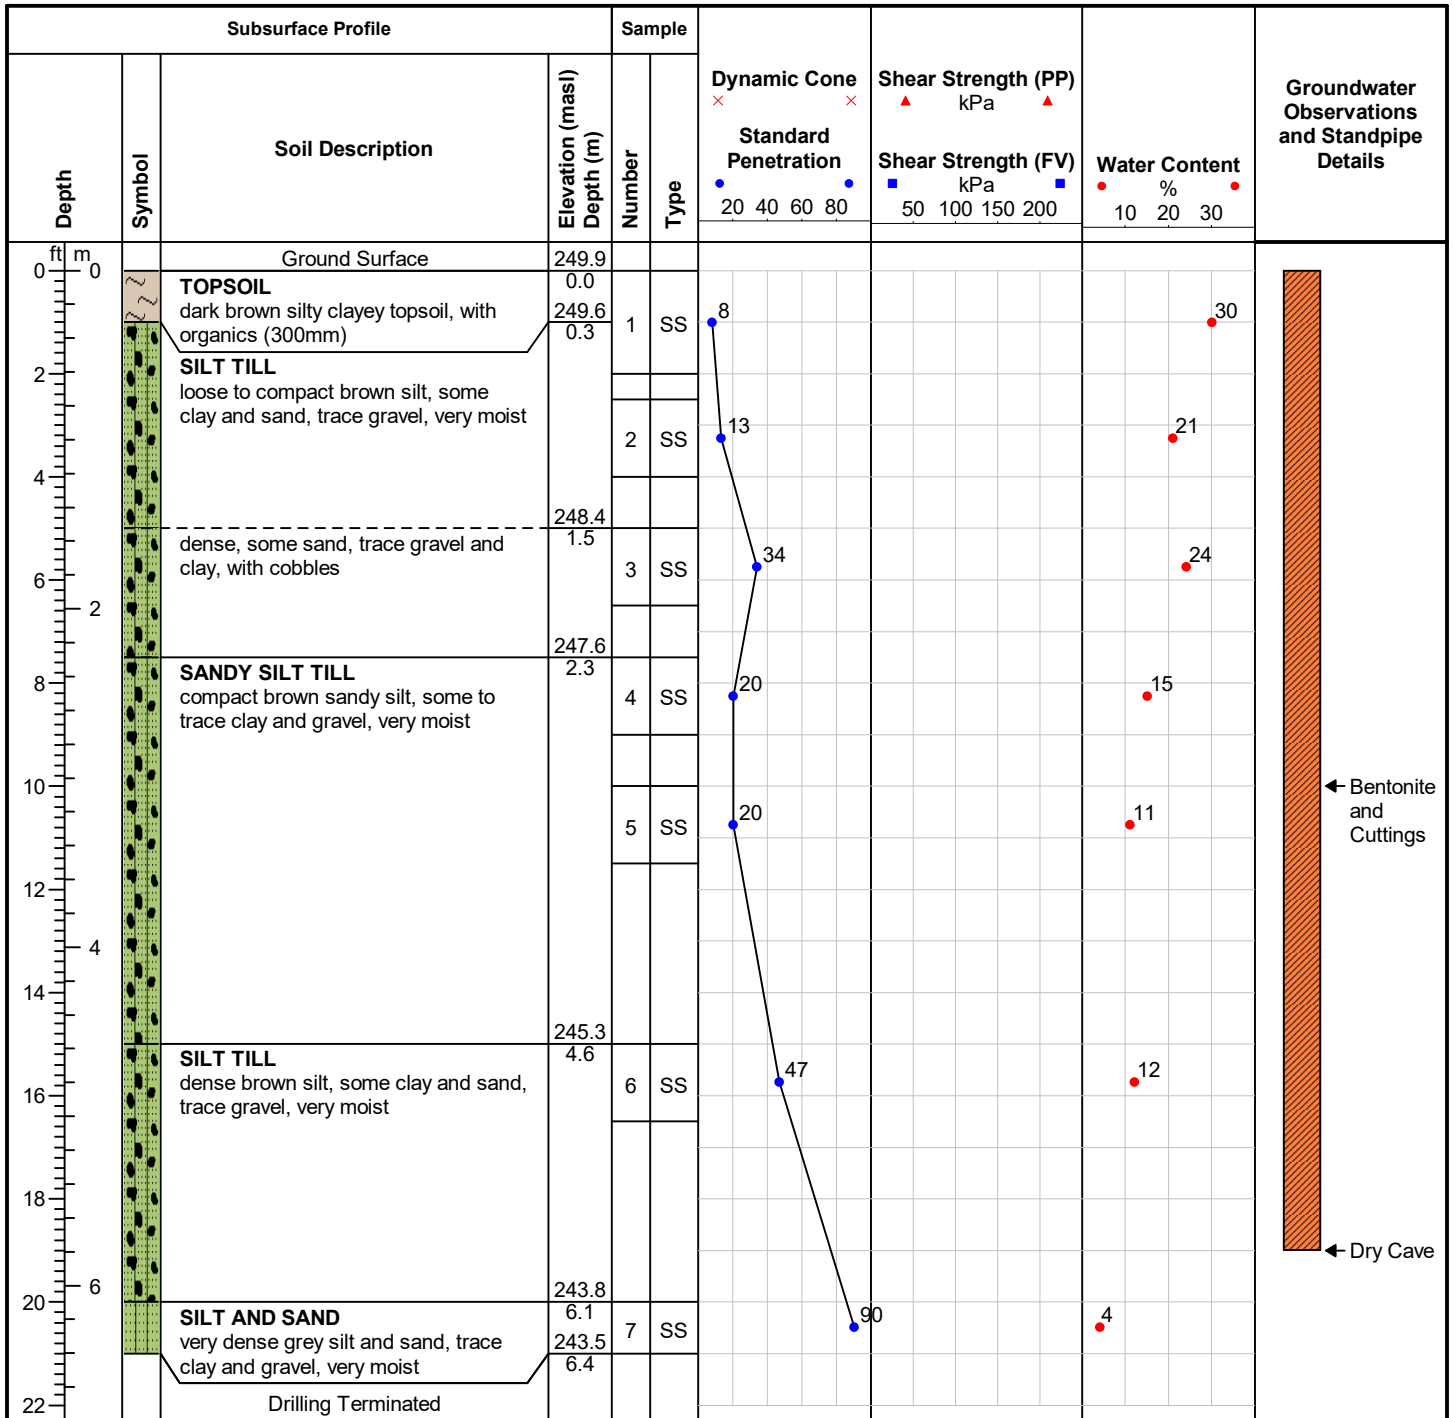 Subsurface Profile
Sample
Depth
Symbol
Soil Description
Elevation (masl)
Depth (m)
Number
Type
Dynamic Cone
Standard
Penetration
20 40 60 80
Shear Strength (PP)
kPa
Shear Strength (FV)
kPa
50 100 150 200
Water Content
%
10 20 30
Groundwater
Observations
and Standpipe
Details
ft m
Ground Surface
249.9
0 0
TOPSOIL
dark brown silty clayey topsoil, with
organics (300mm)
0.0
249.6
0.3
1 SS
8
30
SILT TILL
loose to compact brown silt, some
clay and sand, trace gravel, very moist
2
2 SS
13
21
4
248.4
1.5
dense, some sand, trace gravel and
clay, with cobbles
3 SS
34
24
6
2
247.6
2.3
SANDY SILT TILL
compact brown sandy silt, some to
trace clay and gravel, very moist
8
4 SS
20
15
10
5 SS
20
11
Bentonite
and
Cuttings
12
4
14
245.3
4.6
SILT TILL
dense brown silt, some clay and sand,
trace gravel, very moist
16
6 SS
47
12
18
Dry Cave
6
243.8
20
6.1
SILT AND SAND
very dense grey silt and sand, trace
clay and gravel, very moist
243.5
6.4
7 SS
90
4
Drilling Terminated
22